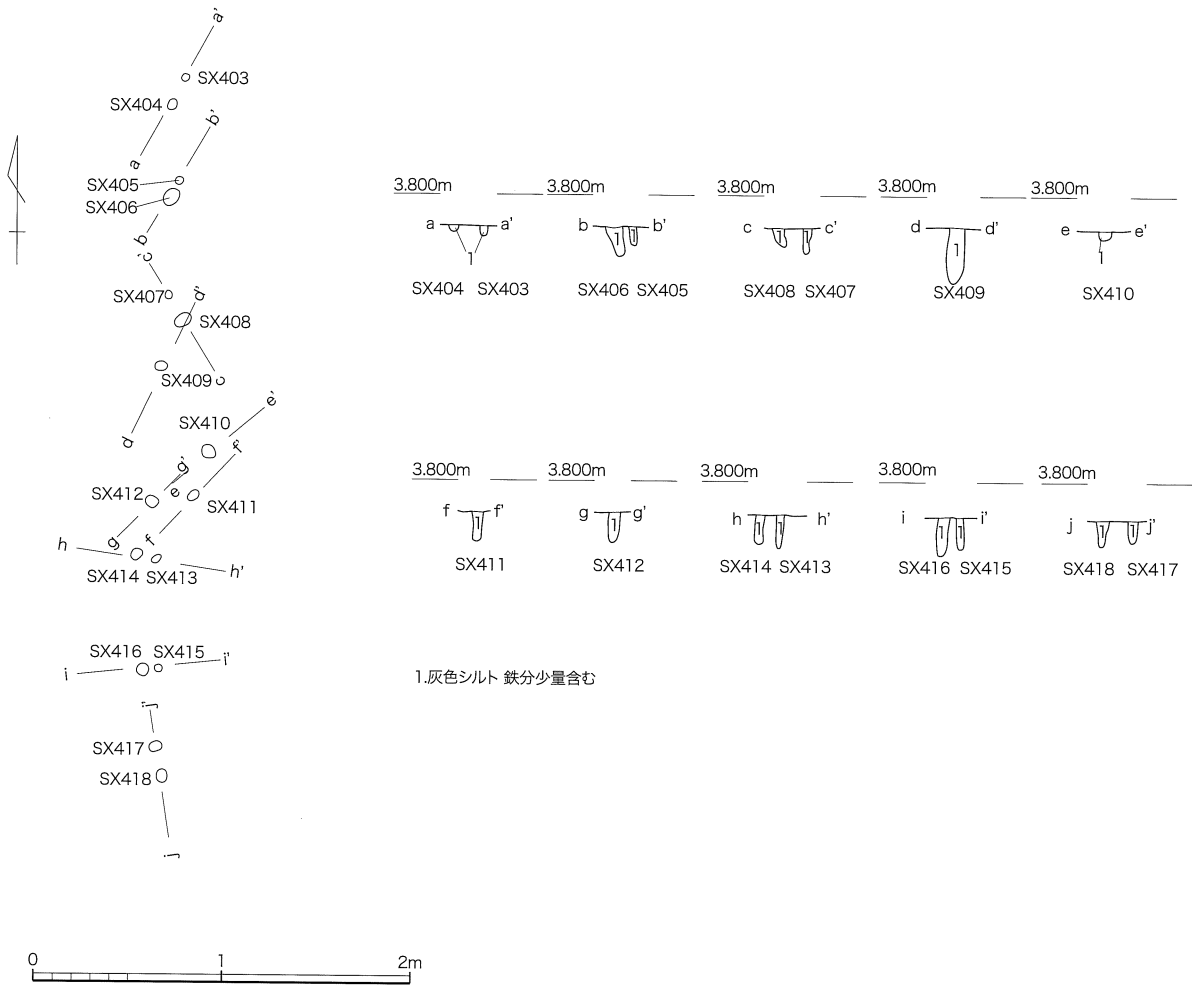 a'
SX403
SX404
b'
a
SX405
SX406
b
c'
SX407
d'
SX408
SX409
c
d
e'
SX410
f'
g'
e
SX412
SX411
g
f
h
SX414 SX413
h'
SX416 SX415
i
i'
j'
SX417
SX418
j
3.800m 3.800m 3.800m 3.800m 3.800m
a a' b b' c c' d d' e e'
1 1 1 1 1 1 1
SX404 SX403 SX406 SX405 SX408 SX407 SX409 SX410
3.800m 3.800m 3.800m 3.800m 3.800m
f f' g g' h h' i i' j j'
1 1 1 1 1 1 1 1
SX411 SX412 SX414 SX413 SX416 SX415 SX418 SX417
1.灰色シルト 鉄分少量含む
0 1 2m